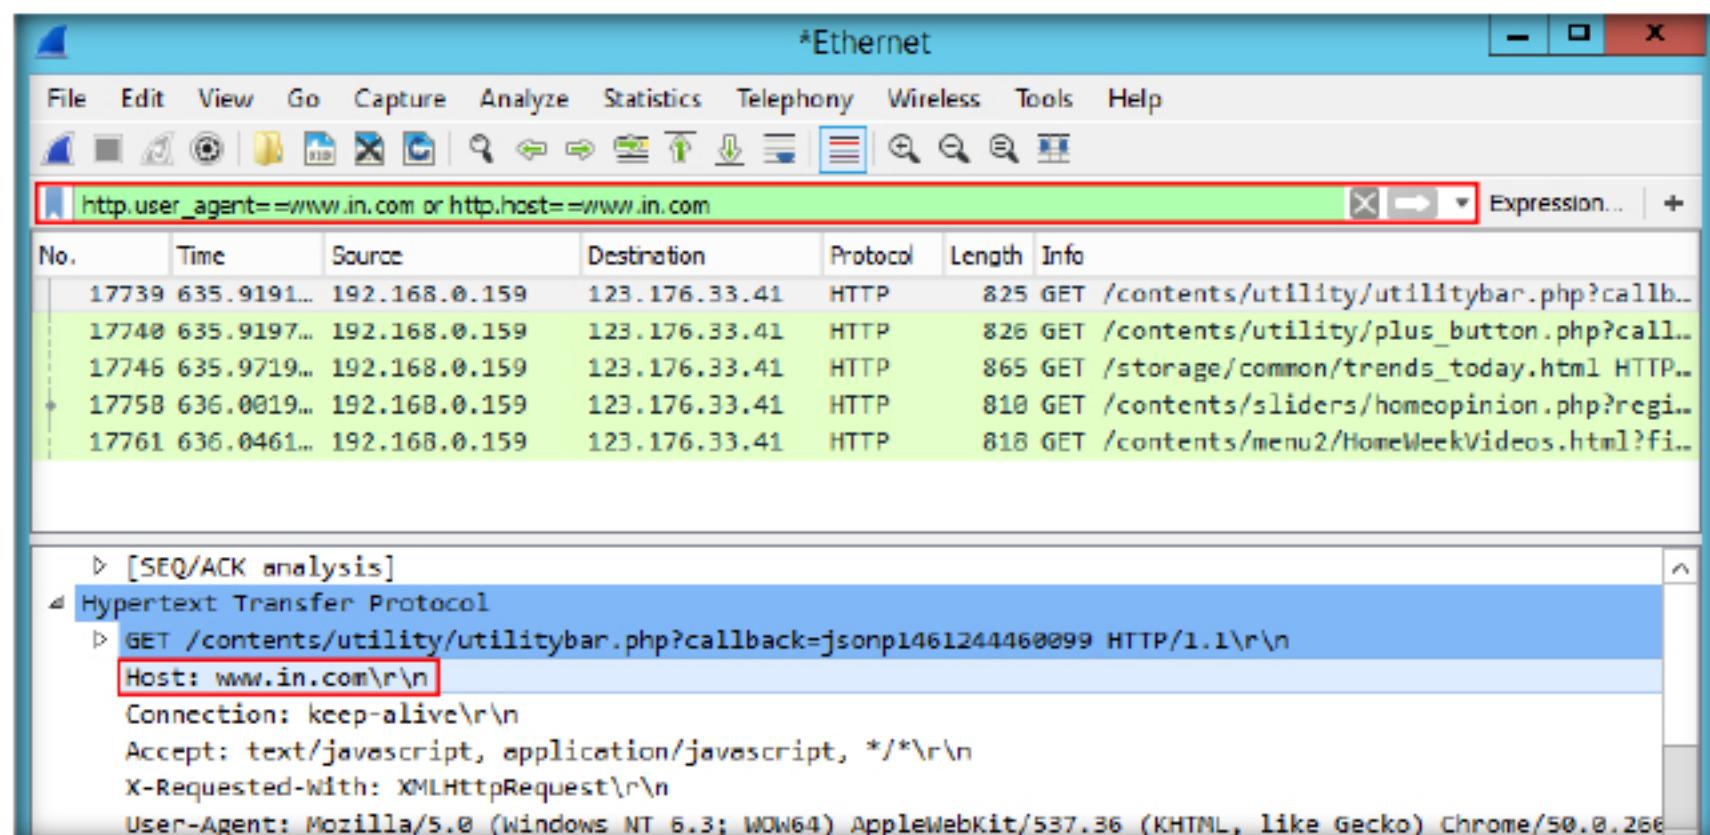 *Ethernet
File Edit View Go Capture Analyze Statistics Telephony Wireless Tools Help
http.user_agent==www.in.com or http.host==www.in.com Expression... +
No. Time Source Destination Protocol Length Info
17739 635.9191... 192.168.0.159 123.176.33.41 HTTP 825 GET /contents/utility/utilitybar.php?callb...
17740 635.9197... 192.168.0.159 123.176.33.41 HTTP 826 GET /contents/utility/plus_button.php?call...
17746 635.9719... 192.168.0.159 123.176.33.41 HTTP 865 GET /storage/common/trends_today.html HTTP...
17758 636.0019... 192.168.0.159 123.176.33.41 HTTP 810 GET /contents/sliders/homeopinion.php?regi...
17761 636.0461... 192.168.0.159 123.176.33.41 HTTP 818 GET /contents/menu2/HomeWeekVideos.html?fi...
[SEQ/ACK analysis]
Hypertext Transfer Protocol
GET /contents/utility/utilitybar.php?callback=jsonp1461244460099 HTTP/1.1\r\n
Host: www.in.com\r\n
Connection: keep-alive\r\n
Accept: text/javascript, application/javascript, */*\r\n
X-Requested-With: XMLHttpRequest\r\n
User-Agent: Mozilla/5.0 (Windows NT 6.3; WOW64) AppleWebKit/537.36 (KHTML, like Gecko) Chrome/50.0.266